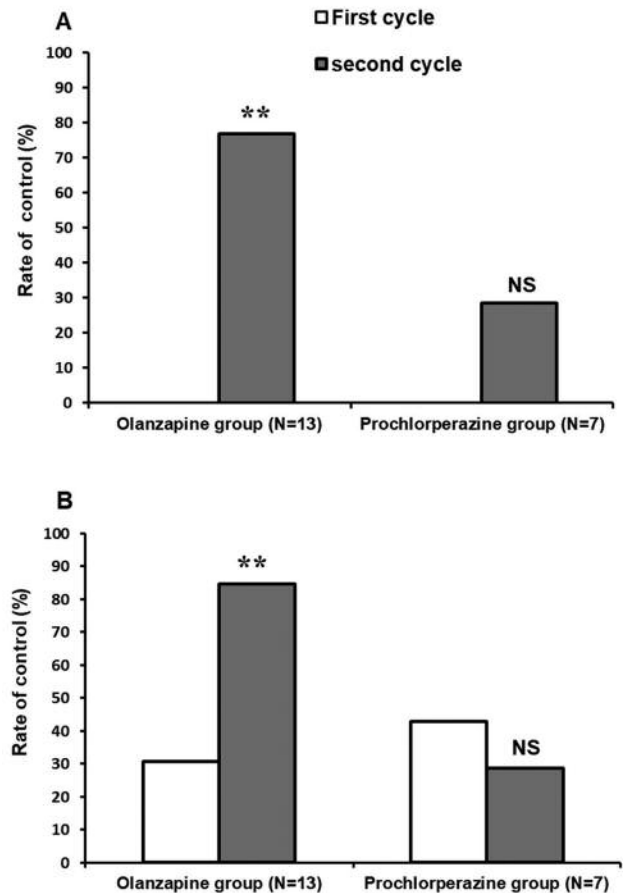 A
First cycle
second cycle
Rate of control (%)
100
90
80
70
60
50
40
30
20
10
0
**
NS
Olanzapine group (N=13)
Prochlorperazine group (N=7)
B
Rate of control (%)
100
90
80
70
60
50
40
30
20
10
0
**
NS
Olanzapine group (N=13)
Prochlorperazine group (N=7)